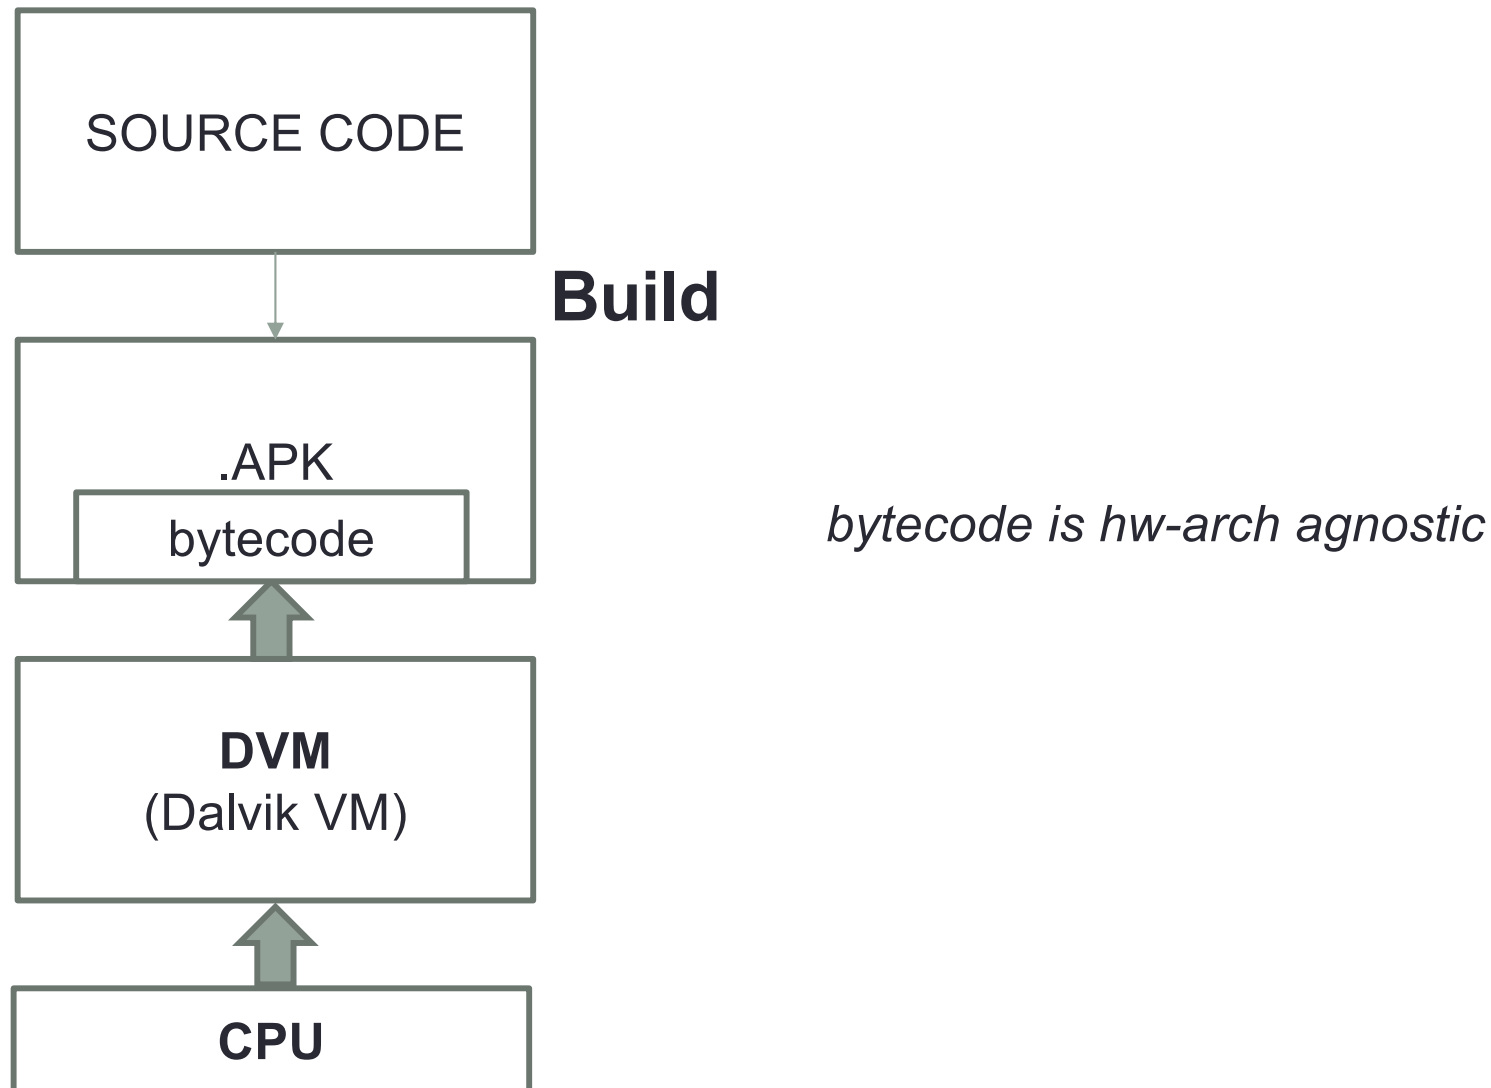 SOURCE CODE
Build
.APK
bytecode
bytecode is hw-arch agnostic
DVM
(Dalvik VM)
CPU